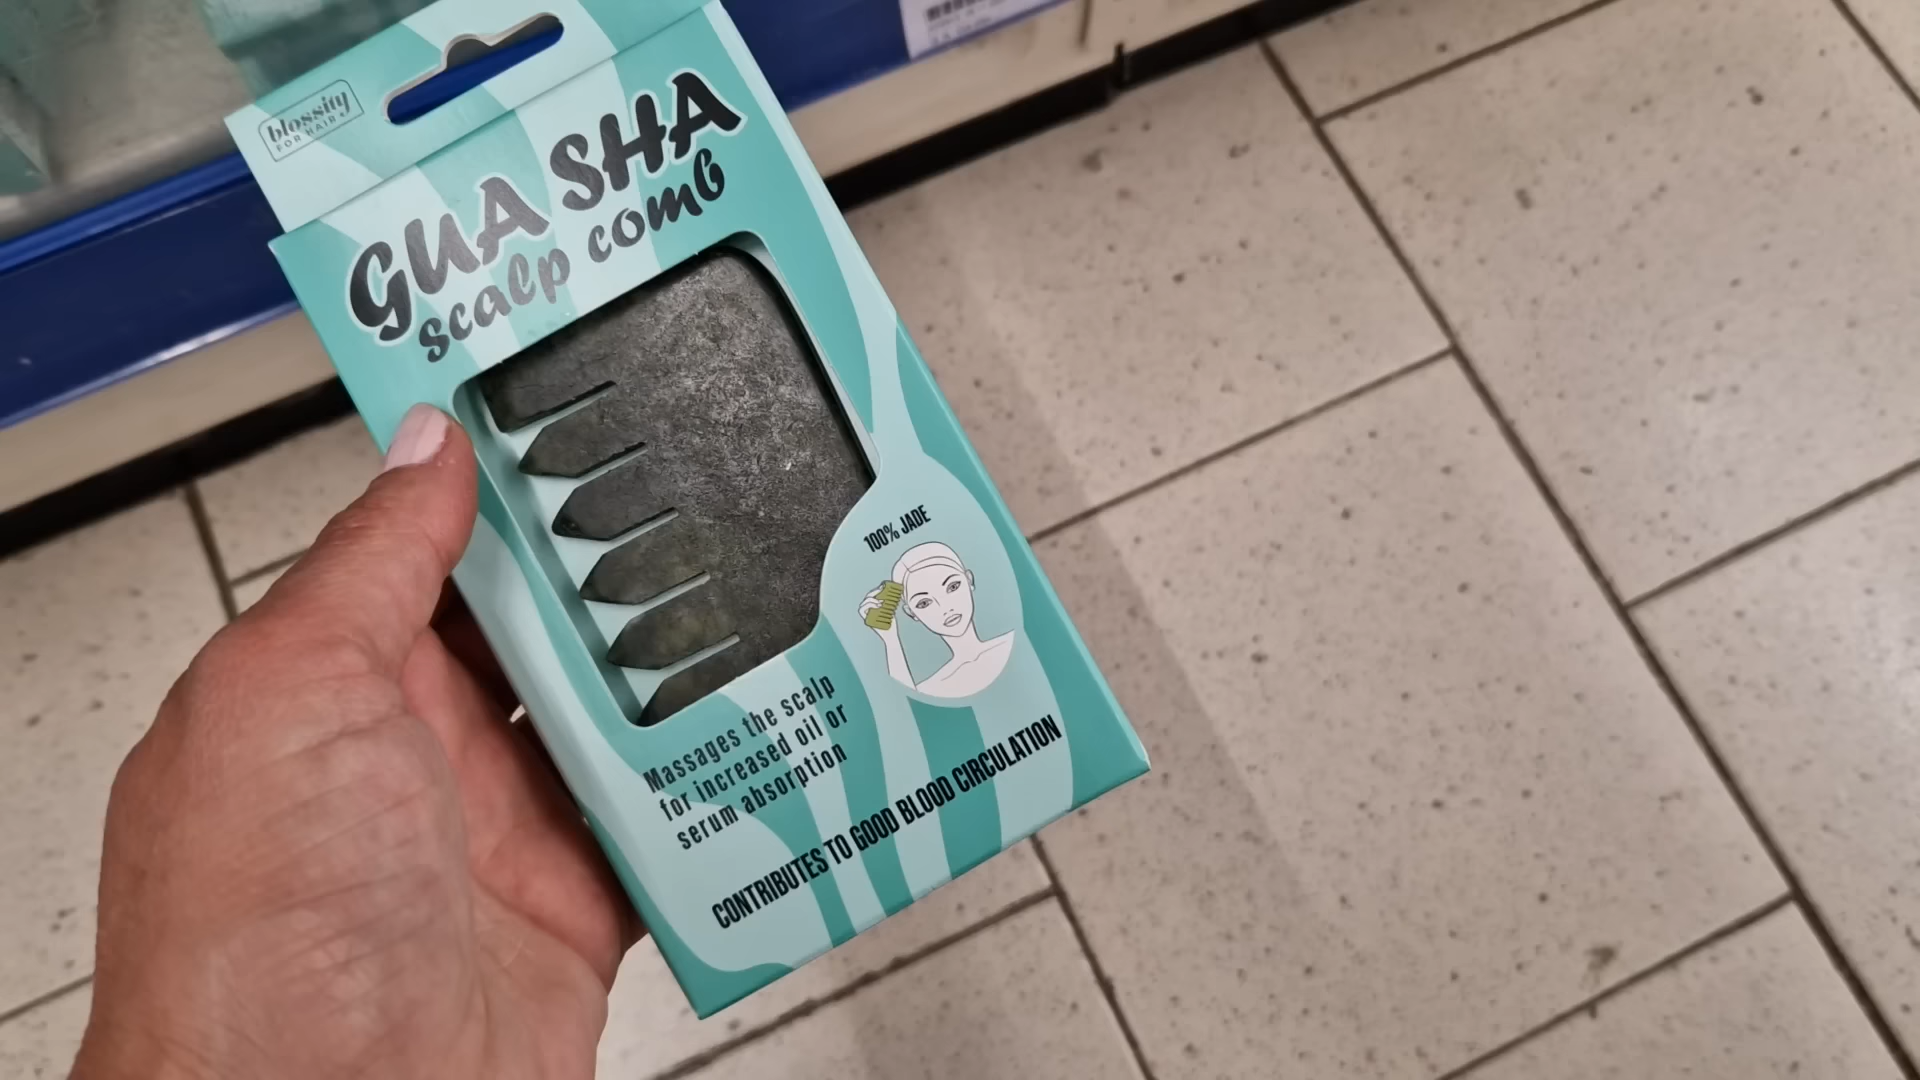 blossity
FOR HAIR
GUA SHA
scalp comb
100% JADE
Massages the scalp
for increased oil or
serum absorption
CONTRIBUTES TO GOOD BLOOD CIRCULATION